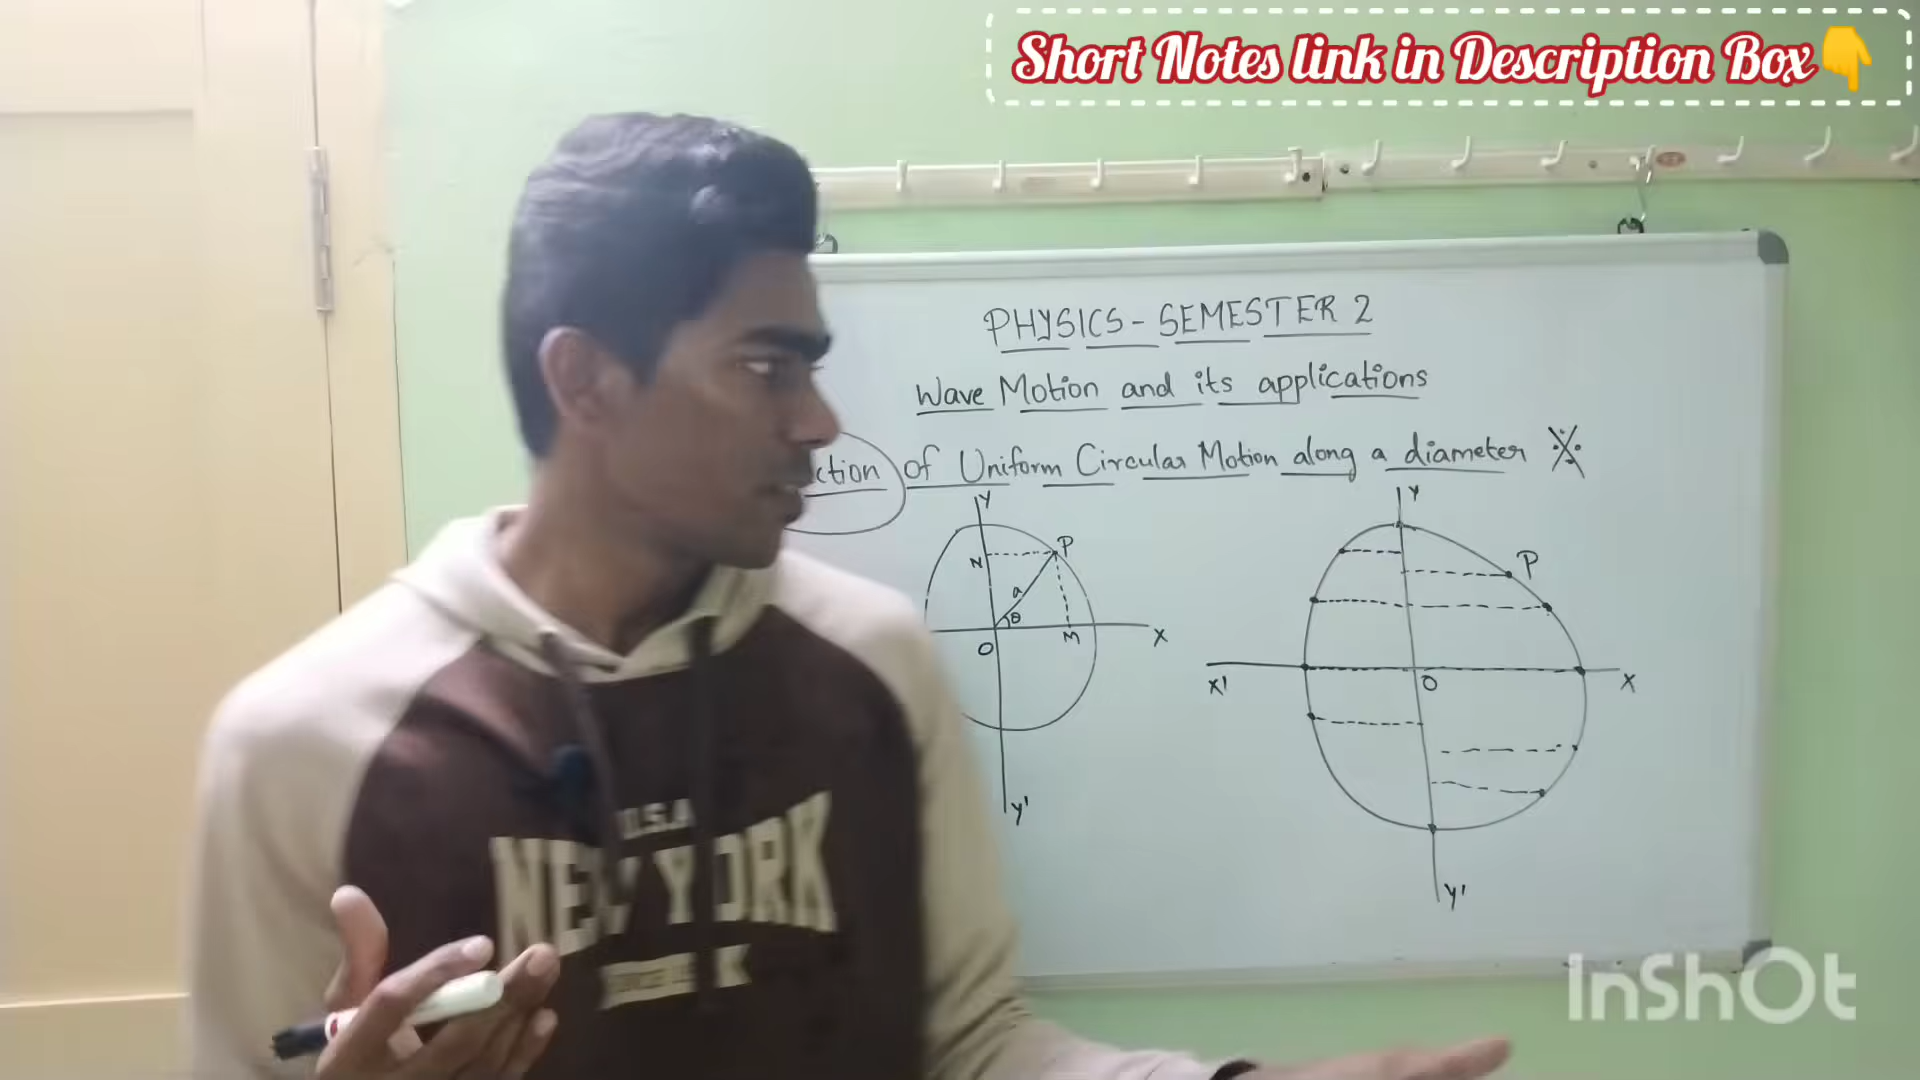 Short Notes link in Description Box👇
PHYSICS - SEMESTER 2
Wave Motion and its applications
ction of Uniform Circular Motion along a diameter
Y
N
P
a
θ
O
M
X
Y'
Y
P
X'
O
X
Y'
U.S.A
NEW YORK
InShOt